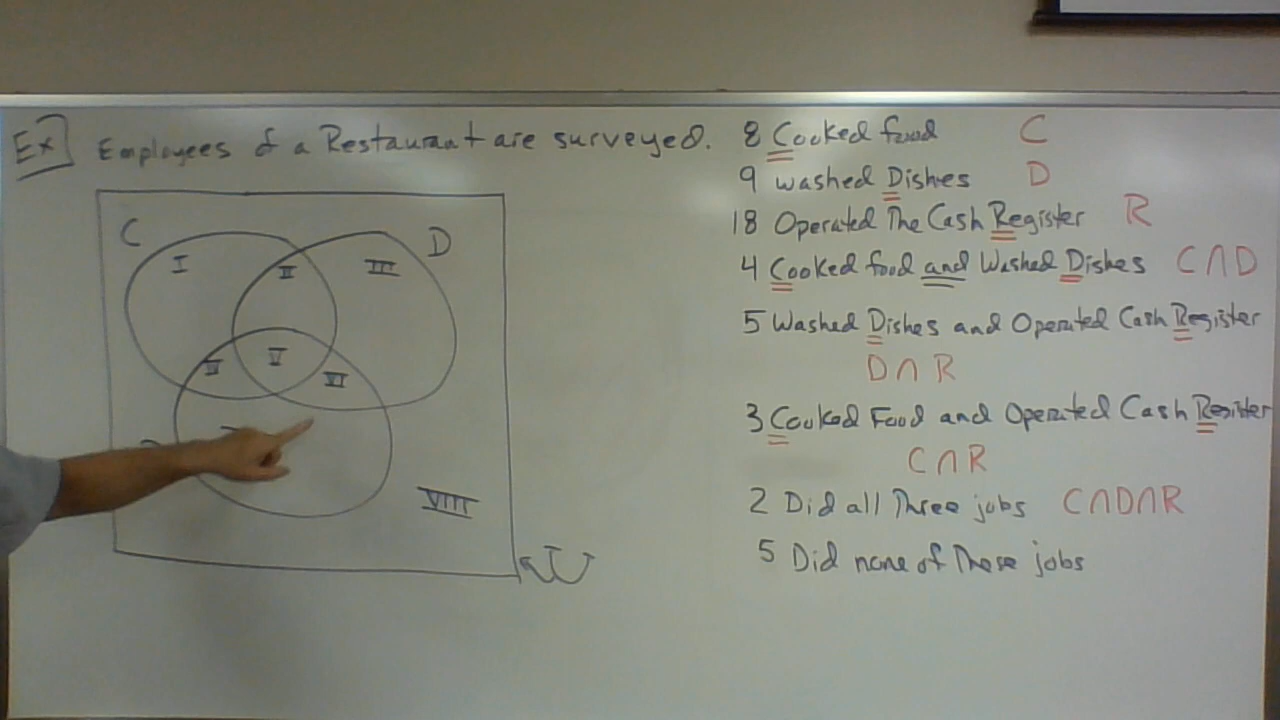 Ex Employees of a Restaurant are surveyed.
8 Cooked food C
9 washed Dishes D
18 Operated The Cash Register R
4 Cooked food and Washed Dishes C∩D
5 Washed Dishes and Operated Cash Register
D∩R
3 Cooked Food and Operated Cash Register
C∩R
2 Did all Three jobs C∩D∩R
5 Did none of These jobs
C D
I II III
IV V VI
VIII
U